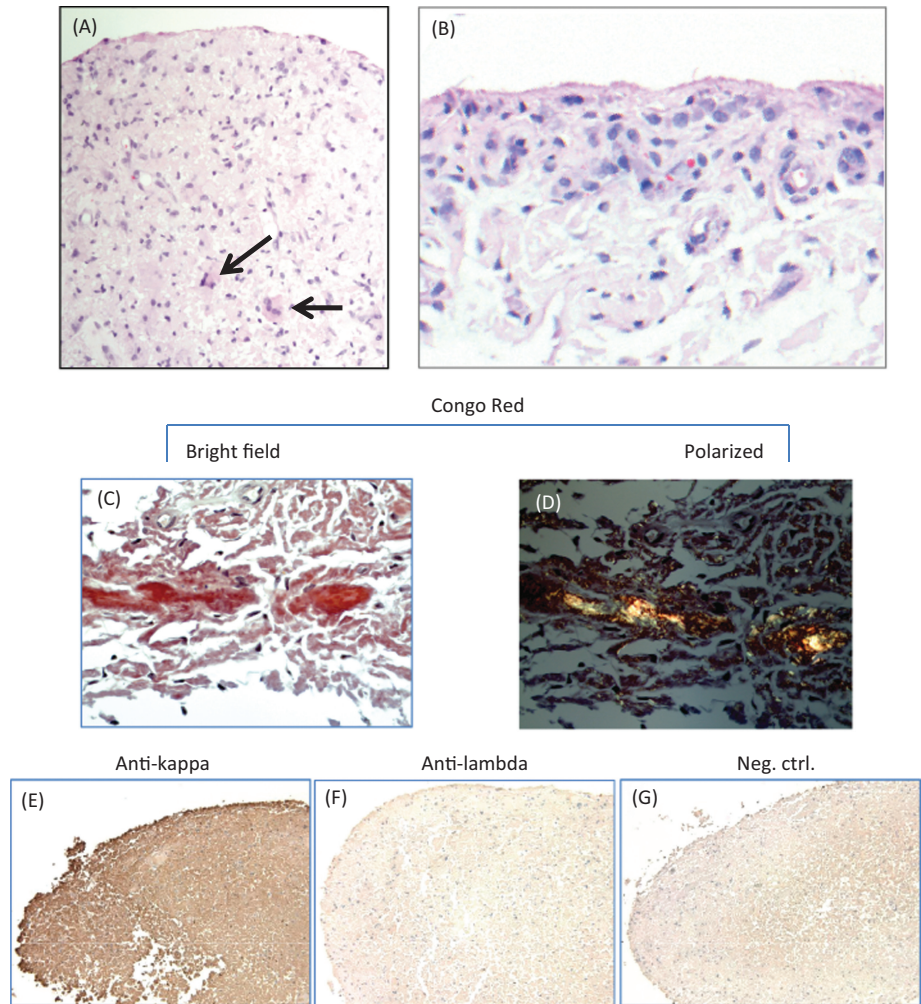 (A)
(B)
Congo Red
Bright field
Polarized
(C)
(D)
Anti-kappa
Anti-lambda
Neg. ctrl.
(E)
(F)
(G)